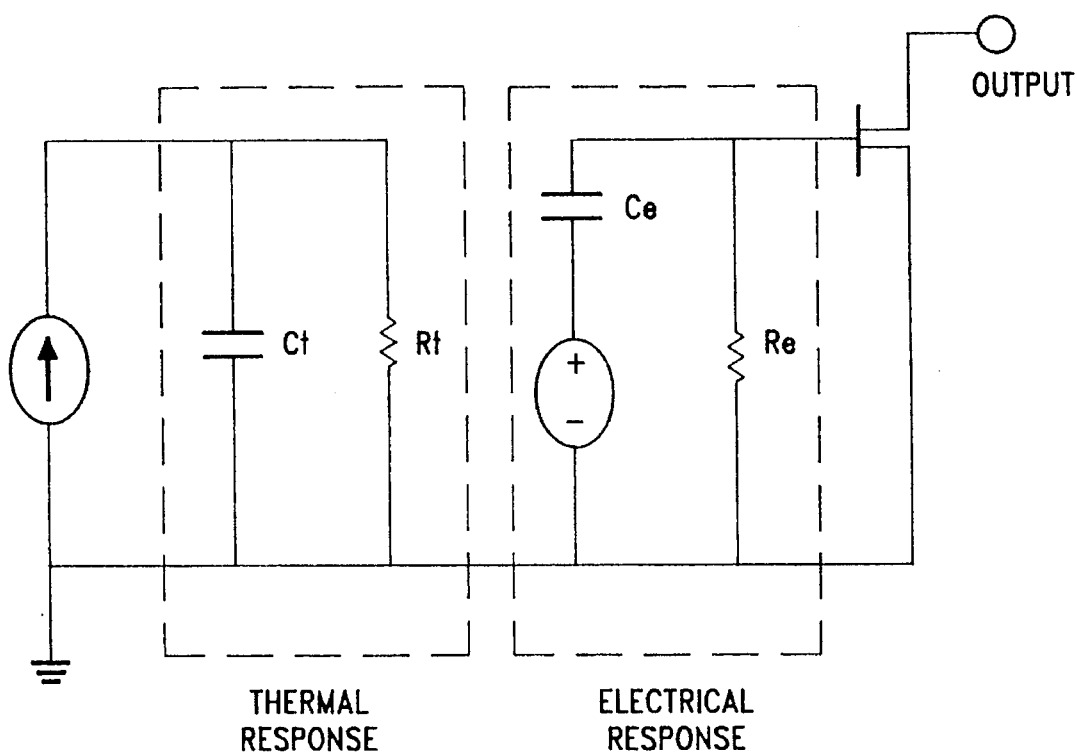 OUTPUT
Ce
+
Ct
Rt
Re
−
THERMAL
RESPONSE
ELECTRICAL
RESPONSE